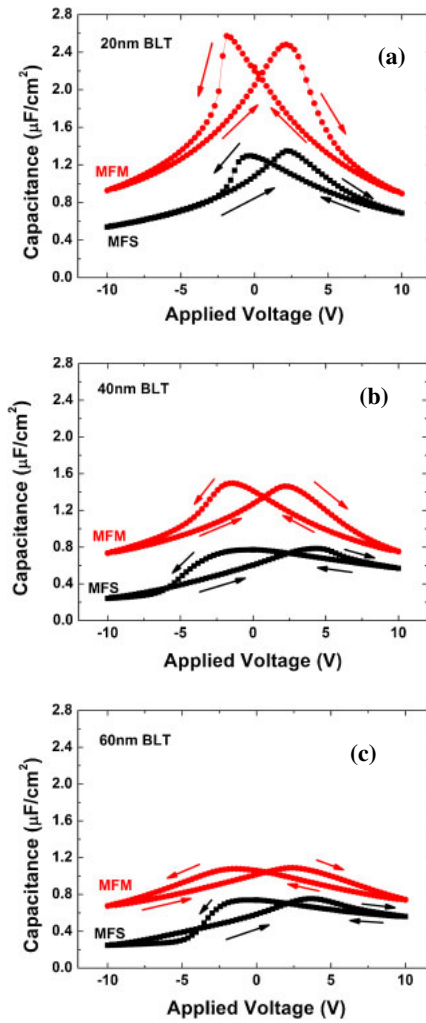 20nm BLT
(a)
MFM
MFS
2.8
2.4
2.0
1.6
1.2
0.8
0.4
0.0
Capacitance (μF/cm²)
-10
-5
0
5
10
Applied Voltage (V)
40nm BLT
(b)
MFM
MFS
2.8
2.4
2.0
1.6
1.2
0.8
0.4
0.0
Capacitance (μF/cm²)
-10
-5
0
5
10
Applied Voltage (V)
60nm BLT
(c)
MFM
MFS
2.8
2.4
2.0
1.6
1.2
0.8
0.4
0.0
Capacitance (μF/cm²)
-10
-5
0
5
10
Applied Voltage (V)